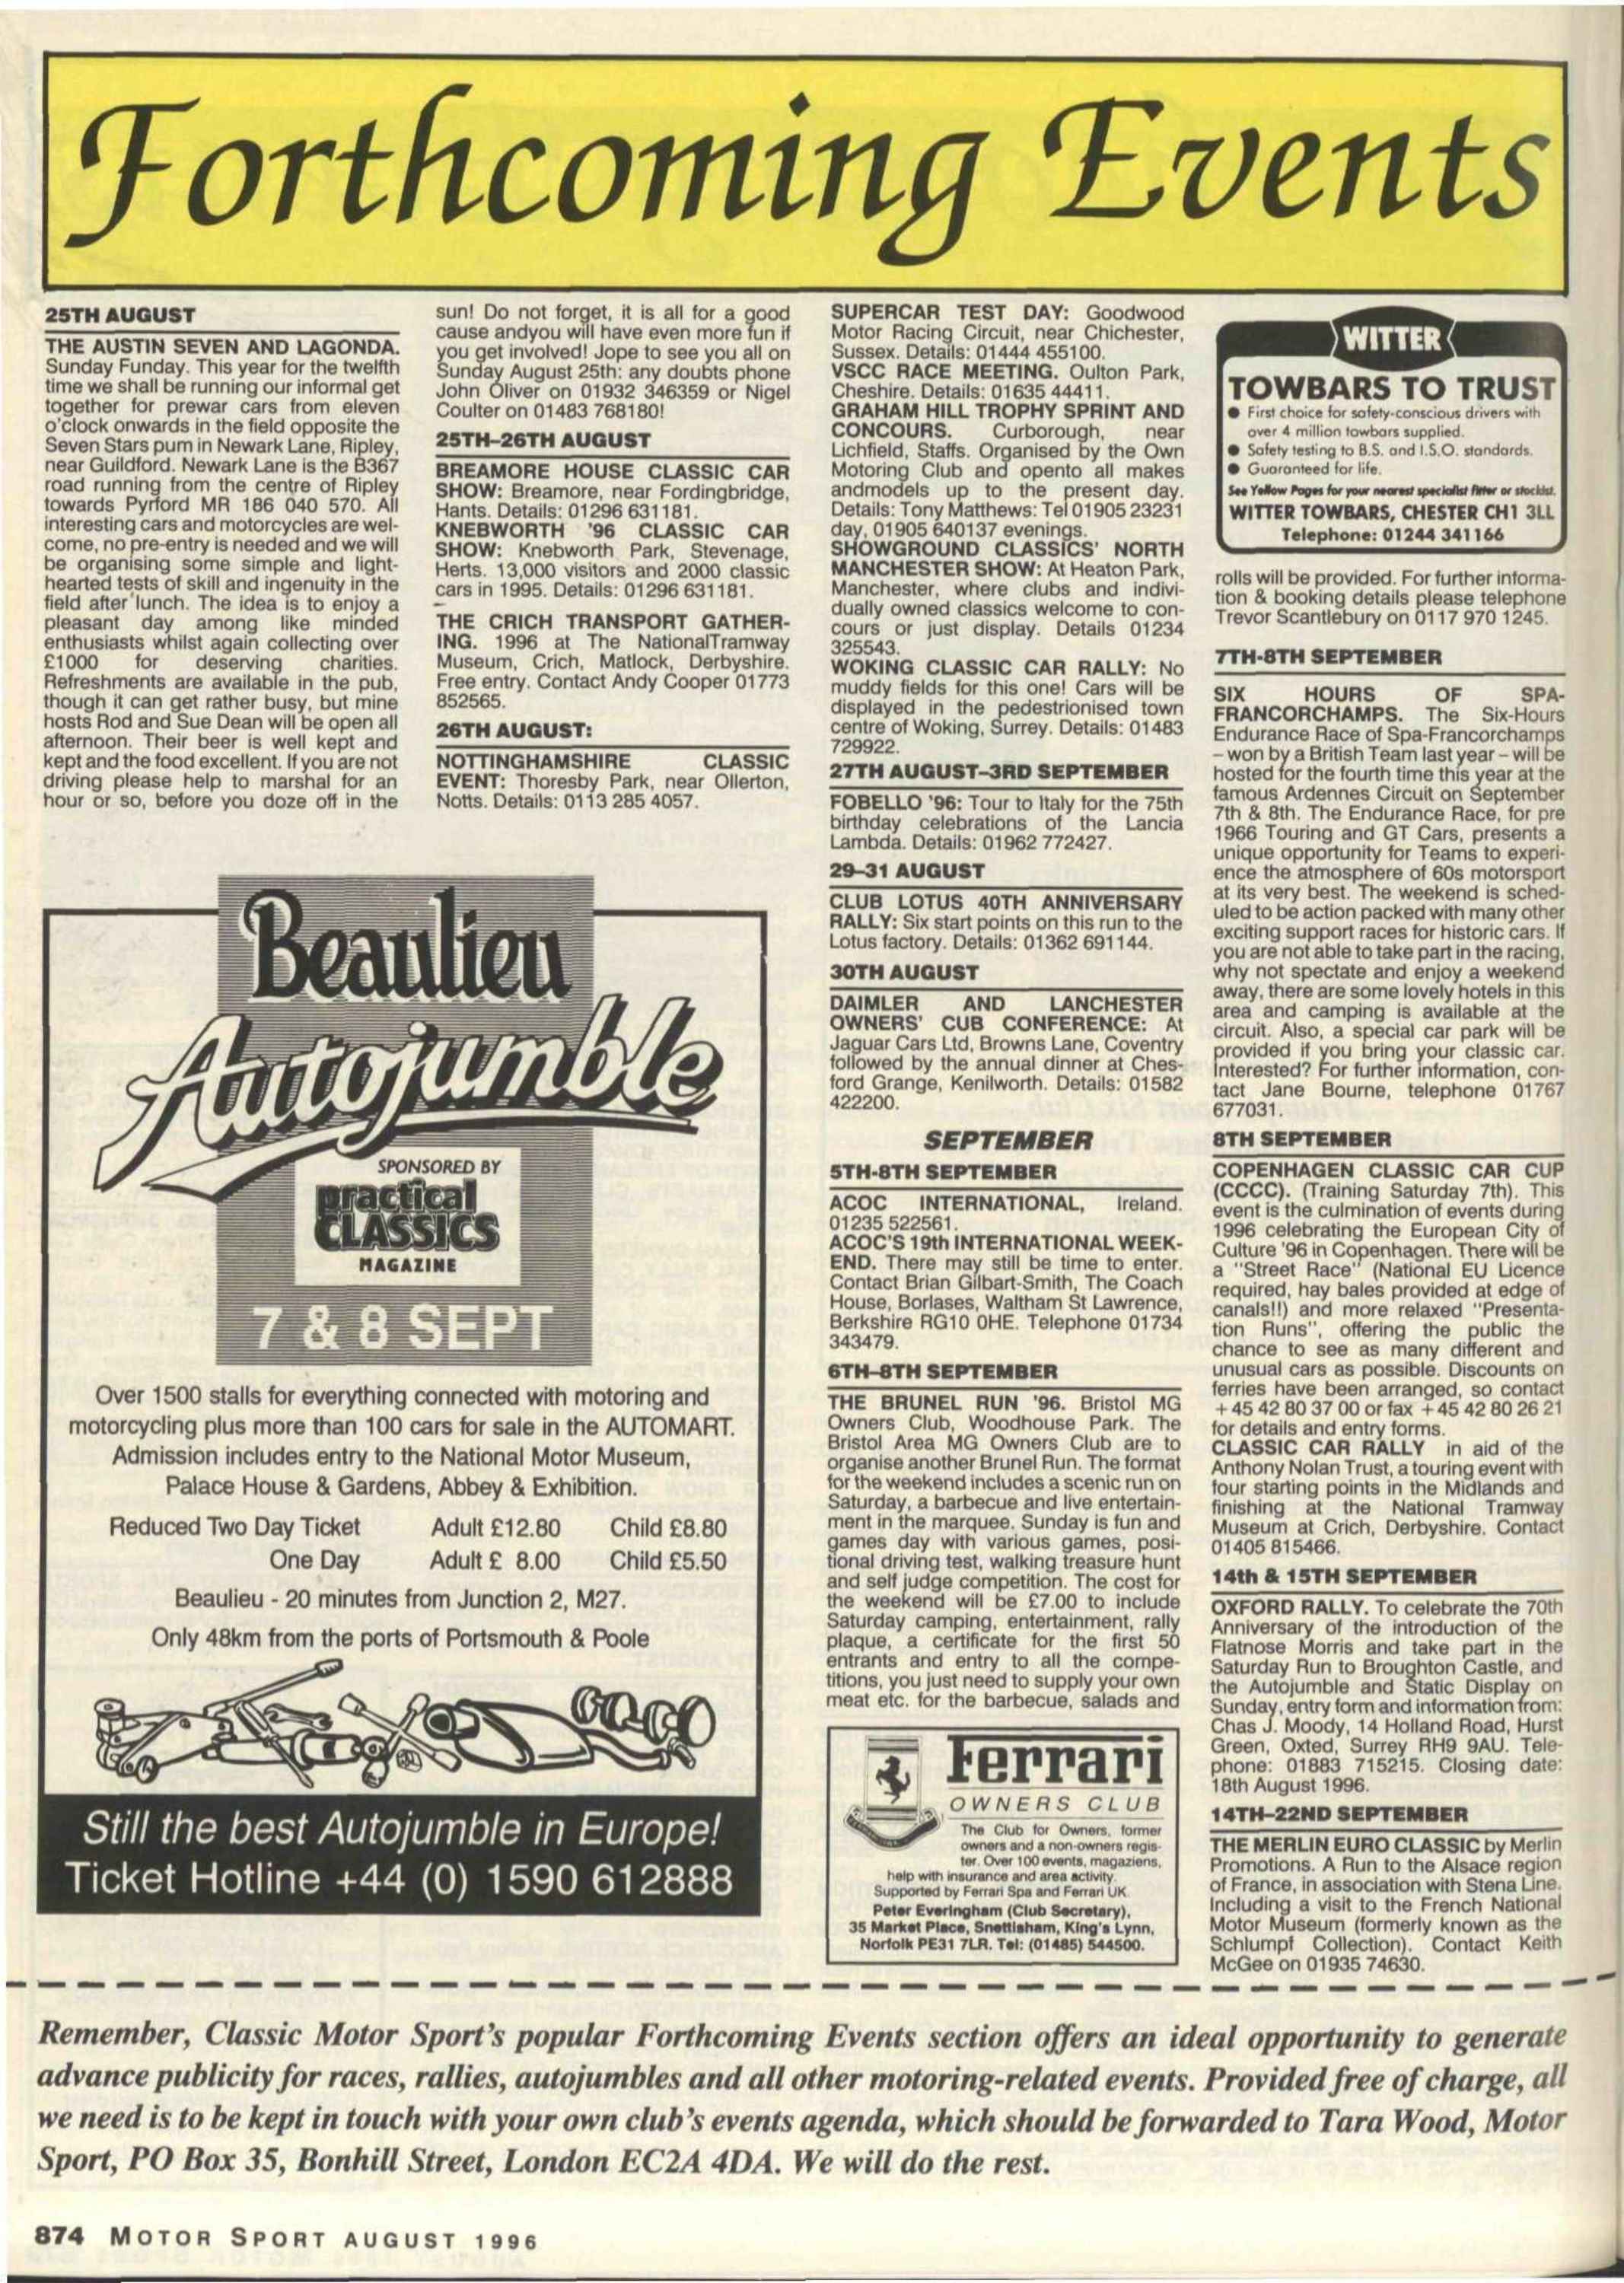 Forthcoming Events
25TH AUGUST
THE AUSTIN SEVEN AND LAGONDA.
Sunday Funday. This year for the twelfth
time we shall be running our informal get
together for prewar cars from eleven
o'clock onwards in the field opposite the
Seven Stars pum in Newark Lane, Ripley,
near Guildford. Newark Lane is the B367
road running from the centre of Ripley
towards Pyrford MR 186 040 570. All
interesting cars and motorcycles are wel-
come, no pre-entry is needed and we will
be organising some simple and light-
hearted tests of skill and ingenuity in the
field after lunch. The idea is to enjoy a
pleasant day among like minded
enthusiasts whilst again collecting over
£1000 for deserving charities.
Refreshments are available in the pub,
though it can get rather busy, but mine
hosts Rod and Sue Dean will be open all
afternoon. Their beer is well kept and
kept and the food excellent. If you are not
driving please help to marshal for an
hour or so, before you doze off in the
sun! Do not forget, it is all for a good
cause andyou will have even more fun if
you get involved! Jope to see you all on
Sunday August 25th: any doubts phone
John Oliver on 01932 346359 or Nigel
Coulter on 01483 768180!
25TH–26TH AUGUST
BREAMORE HOUSE CLASSIC CAR
SHOW: Breamore, near Fordingbridge,
Hants. Details: 01296 631181.
KNEBWORTH '96 CLASSIC CAR
SHOW: Knebworth Park, Stevenage,
Herts. 13,000 visitors and 2000 classic
cars in 1995. Details: 01296 631181.
THE CRICH TRANSPORT GATHER-
ING. 1996 at The NationalTramway
Museum, Crich, Matlock, Derbyshire.
Free entry. Contact Andy Cooper 01773
852565.
26TH AUGUST:
NOTTINGHAMSHIRE CLASSIC
EVENT: Thoresby Park, near Ollerton,
Notts. Details: 0113 285 4057.
Beaulieu
Autojumble
SPONSORED BY
practical
CLASSICS
MAGAZINE
7 & 8 SEPT
Over 1500 stalls for everything connected with motoring and
motorcycling plus more than 100 cars for sale in the AUTOMART.
Admission includes entry to the National Motor Museum,
Palace House & Gardens, Abbey & Exhibition.
Reduced Two Day Ticket Adult £12.80 Child £8.80
One Day Adult £ 8.00 Child £5.50
Beaulieu - 20 minutes from Junction 2, M27.
Only 48km from the ports of Portsmouth & Poole
Still the best Autojumble in Europe!
Ticket Hotline +44 (0) 1590 612888
SUPERCAR TEST DAY: Goodwood
Motor Racing Circuit, near Chichester,
Sussex. Details: 01444 455100.
VSCC RACE MEETING. Oulton Park,
Cheshire. Details: 01635 44411.
GRAHAM HILL TROPHY SPRINT AND
CONCOURS. Curborough, near
Lichfield, Staffs. Organised by the Own
Motoring Club and opento all makes
andmodels up to the present day.
Details: Tony Matthews: Tel 01905 23231
day, 01905 640137 evenings.
SHOWGROUND CLASSICS' NORTH
MANCHESTER SHOW: At Heaton Park,
Manchester, where clubs and indivi-
dually owned classics welcome to con-
cours or just display. Details 01234
325543.
WOKING CLASSIC CAR RALLY: No
muddy fields for this one! Cars will be
displayed in the pedestrionised town
centre of Woking, Surrey. Details: 01483
729922.
27TH AUGUST–3RD SEPTEMBER
FOBELLO '96: Tour to Italy for the 75th
birthday celebrations of the Lancia
Lambda. Details: 01962 772427.
29–31 AUGUST
CLUB LOTUS 40TH ANNIVERSARY
RALLY: Six start points on this run to the
Lotus factory. Details: 01362 691144.
30TH AUGUST
DAIMLER AND LANCHESTER
OWNERS' CUB CONFERENCE: At
Jaguar Cars Ltd, Browns Lane, Coventry
followed by the annual dinner at Ches-
ford Grange, Kenilworth. Details: 01582
422200.
SEPTEMBER
5TH-8TH SEPTEMBER
ACOC INTERNATIONAL, Ireland.
01235 522561.
ACOC'S 19th INTERNATIONAL WEEK-
END. There may still be time to enter.
Contact Brian Gilbart-Smith, The Coach
House, Borlases, Waltham St Lawrence,
Berkshire RG10 0HE. Telephone 01734
343479.
6TH–8TH SEPTEMBER
THE BRUNEL RUN '96. Bristol MG
Owners Club, Woodhouse Park. The
Bristol Area MG Owners Club are to
organise another Brunel Run. The format
for the weekend includes a scenic run on
Saturday, a barbecue and live entertain-
ment in the marquee. Sunday is fun and
games day with various games, posi-
tional driving test, walking treasure hunt
and self judge competition. The cost for
the weekend will be £7.00 to include
Saturday camping, entertainment, rally
plaque, a certificate for the first 50
entrants and entry to all the compe-
titions, you just need to supply your own
meat etc. for the barbecue, salads and
Ferrari
OWNERS CLUB
The Club for Owners, former
owners and a non-owners regis-
ter. Over 100 events, magaziens,
help with insurance and area activity.
Supported by Ferrari Spa and Ferrari UK.
Peter Everingham (Club Secretary),
35 Market Place, Snettisham, King's Lynn,
Norfolk PE31 7LR. Tel: (01485) 544500.
WITTER
TOWBARS TO TRUST
● First choice for safety-conscious drivers with
over 4 million towbars supplied.
● Safety testing to B.S. and I.S.O. standards.
● Guaranteed for life.
See Yellow Pages for your nearest specialist fitter or stockist.
WITTER TOWBARS, CHESTER CH1 3LL
Telephone: 01244 341166
rolls will be provided. For further informa-
tion & booking details please telephone
Trevor Scantlebury on 0117 970 1245.
7TH-8TH SEPTEMBER
SIX HOURS OF SPA-
FRANCORCHAMPS. The Six-Hours
Endurance Race of Spa-Francorchamps
– won by a British Team last year – will be
hosted for the fourth time this year at the
famous Ardennes Circuit on September
7th & 8th. The Endurance Race, for pre
1966 Touring and GT Cars, presents a
unique opportunity for Teams to experi-
ence the atmosphere of 60s motorsport
at its very best. The weekend is sched-
uled to be action packed with many other
exciting support races for historic cars. If
you are not able to take part in the racing,
why not spectate and enjoy a weekend
away, there are some lovely hotels in this
area and camping is available at the
circuit. Also, a special car park will be
provided if you bring your classic car.
Interested? For further information, con-
tact Jane Bourne, telephone 01767
677031.
8TH SEPTEMBER
COPENHAGEN CLASSIC CAR CUP
(CCCC). (Training Saturday 7th). This
event is the culmination of events during
1996 celebrating the European City of
Culture '96 in Copenhagen. There will be
a "Street Race" (National EU Licence
required, hay bales provided at edge of
canals!!) and more relaxed "Presenta-
tion Runs", offering the public the
chance to see as many different and
unusual cars as possible. Discounts on
ferries have been arranged, so contact
+45 42 80 37 00 or fax +45 42 80 26 21
for details and entry forms.
CLASSIC CAR RALLY in aid of the
Anthony Nolan Trust, a touring event with
four starting points in the Midlands and
finishing at the National Tramway
Museum at Crich, Derbyshire. Contact
01405 815466.
14th & 15TH SEPTEMBER
OXFORD RALLY. To celebrate the 70th
Anniversary of the introduction of the
Flatnose Morris and take part in the
Saturday Run to Broughton Castle, and
the Autojumble and Static Display on
Sunday, entry form and information from:
Chas J. Moody, 14 Holland Road, Hurst
Green, Oxted, Surrey RH9 9AU. Tele-
phone: 01883 715215. Closing date:
18th August 1996.
14TH–22ND SEPTEMBER
THE MERLIN EURO CLASSIC by Merlin
Promotions. A Run to the Alsace region
of France, in association with Stena Line.
Including a visit to the French National
Motor Museum (formerly known as the
Schlumpf Collection). Contact Keith
McGee on 01935 74630.
Remember, Classic Motor Sport's popular Forthcoming Events section offers an ideal opportunity to generate
advance publicity for races, rallies, autojumbles and all other motoring-related events. Provided free of charge, all
we need is to be kept in touch with your own club's events agenda, which should be forwarded to Tara Wood, Motor
Sport, PO Box 35, Bonhill Street, London EC2A 4DA. We will do the rest.
874 MOTOR SPORT AUGUST 1996